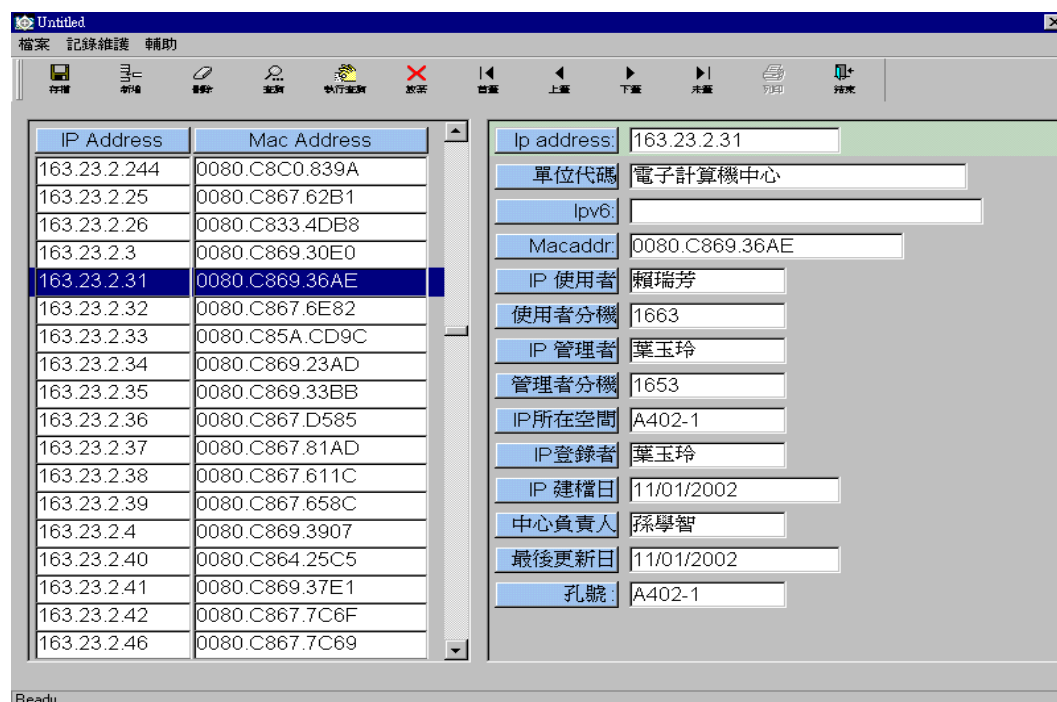 Untitled
檔案 記錄維護 輔助
存檔 新增 刪除 查詢 執行查詢 放棄 首筆 上筆 下筆 末筆 列印 結束
IP Address Mac Address
163.23.2.244 0080.C8C0.839A
163.23.2.25 0080.C867.62B1
163.23.2.26 0080.C833.4DB8
163.23.2.3 0080.C869.30E0
163.23.2.31 0080.C869.36AE
163.23.2.32 0080.C867.6E82
163.23.2.33 0080.C85A.CD9C
163.23.2.34 0080.C869.23AD
163.23.2.35 0080.C869.33BB
163.23.2.36 0080.C867.D585
163.23.2.37 0080.C867.81AD
163.23.2.38 0080.C867.611C
163.23.2.39 0080.C867.658C
163.23.2.4 0080.C869.3907
163.23.2.40 0080.C864.25C5
163.23.2.41 0080.C869.37E1
163.23.2.42 0080.C867.7C6F
163.23.2.46 0080.C867.7C69
Ip address: 163.23.2.31
單位代碼 電子計算機中心
Ipv6:
Macaddr: 0080.C869.36AE
IP 使用者 賴瑞芳
使用者分機 1663
IP 管理者 葉玉玲
管理者分機 1653
IP所在空間 A402-1
IP登錄者 葉玉玲
IP 建檔日 11/01/2002
中心負責人 孫學智
最後更新日 11/01/2002
孔號: A402-1
Ready